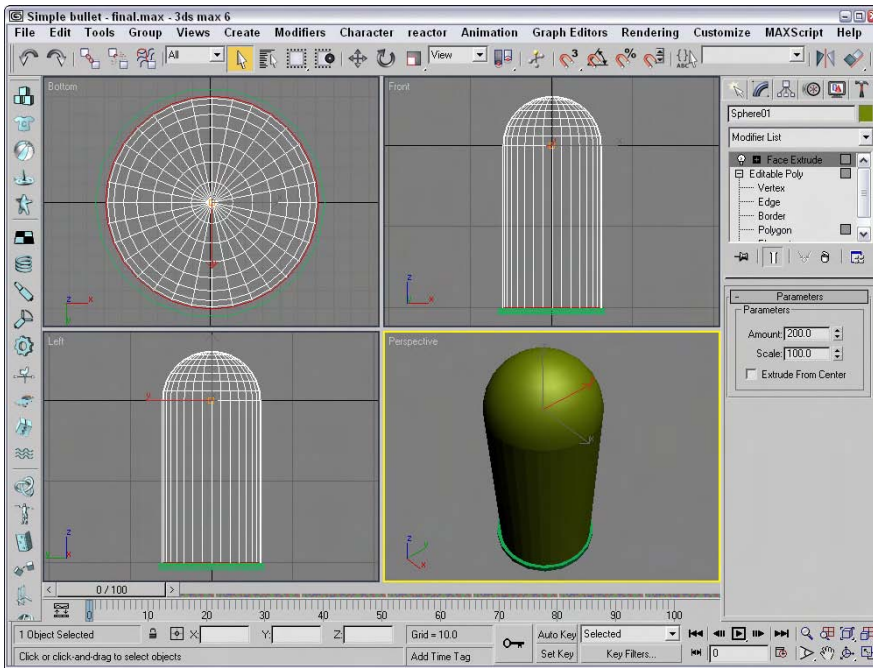 Simple bullet - final.max - 3ds max 6
File Edit Tools Group Views Create Modifiers Character reactor Animation Graph Editors Rendering Customize MAXScript Help
All
View
3
%
ABC
Bottom
Front
Left
Perspective
z x
y
z
x
z
y x
z
y
x
Sphere01
Modifier List
Face Extrude
Editable Poly
Vertex
Edge
Border
Polygon
- Parameters
Parameters
Amount: 200.0
Scale: 100.0
Extrude From Center
< 0 / 100 >
0 10 20 30 40 50 60 70 80 90 100
1 Object Selected X: Y: Z: Grid = 10.0 Auto Key Selected
Click or click-and-drag to select objects Add Time Tag Set Key Key Filters... 0